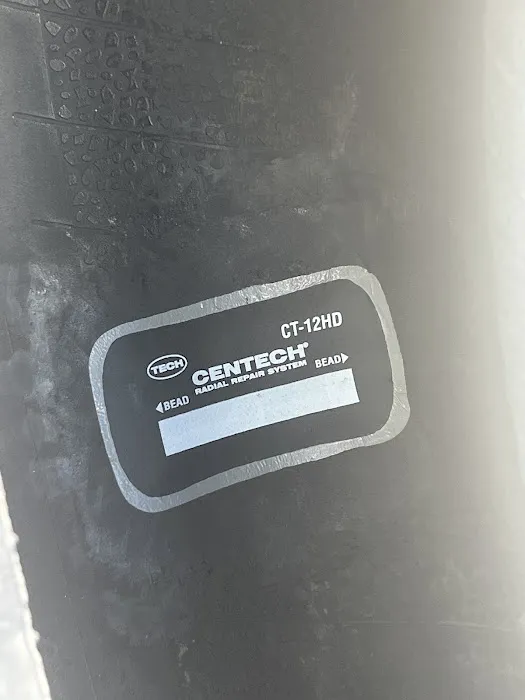 CT-12HD
TECH
CENTECH®
RADIAL REPAIR SYSTEM
◀BEAD
BEAD▶